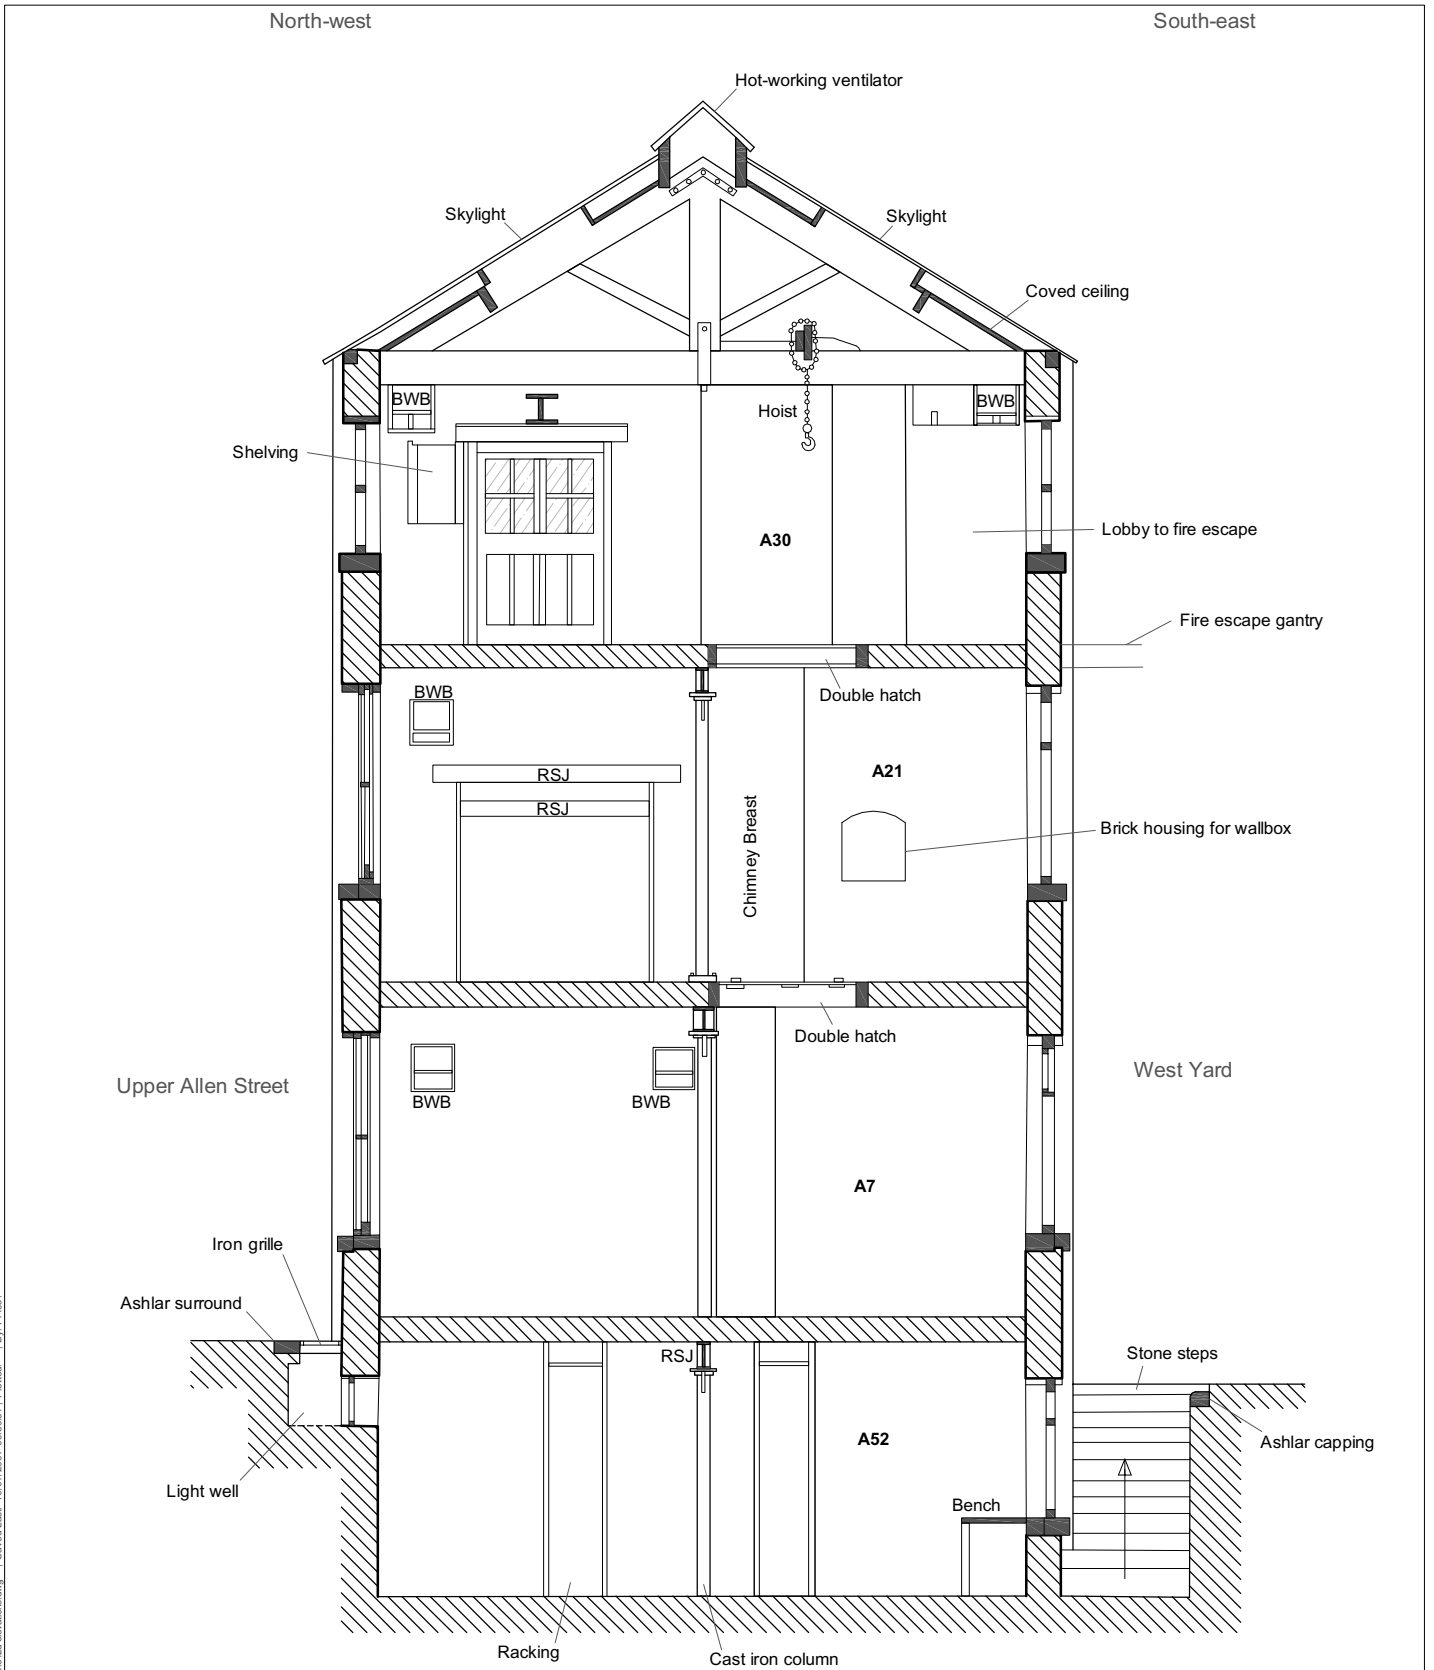 North-west
South-east
Hot-working ventilator
Skylight
Skylight
Coved ceiling
BWB
BWB
Hoist
Shelving
Lobby to fire escape
A30
Fire escape gantry
BWB
Double hatch
RSJ
A21
RSJ
Brick housing for wallbox
Chimney Breast
Double hatch
Upper Allen Street
West Yard
BWB
BWB
A7
Iron grille
Ashlar surround
RSJ
Stone steps
A52
Ashlar capping
Light well
Bench
Racking
Cast iron column